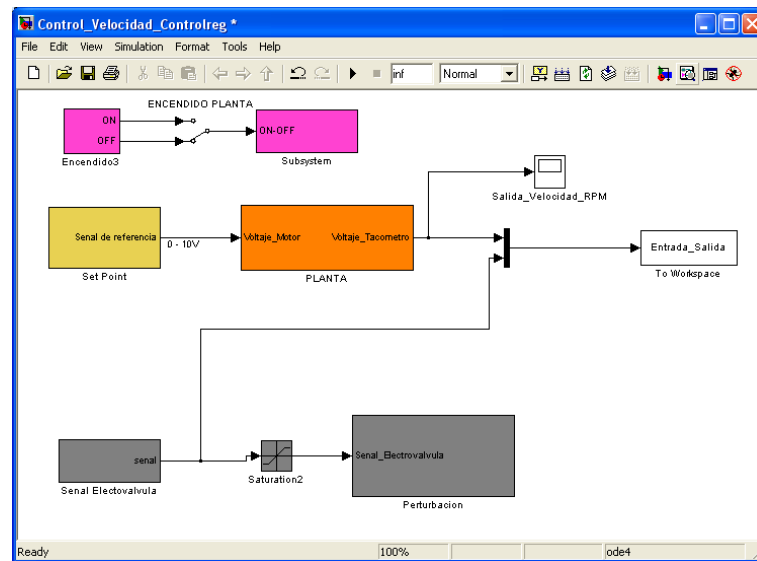 Control_Velocidad_Controlreg *
File Edit View Simulation Format Tools Help
inf
Normal
ENCENDIDO PLANTA
ON
OFF
ON-OFF
Encendido3
Subsystem
Salida_Velocidad_RPM
Senal de referencia
0 - 10V
Voltaje_Motor
Voltaje_Tacometro
Entrada_Salida
Set Point
PLANTA
To Workspace
senal
Senal_Electrovalvula
Senal Electovalvula
Saturation2
Perturbacion
Ready
100%
ode4